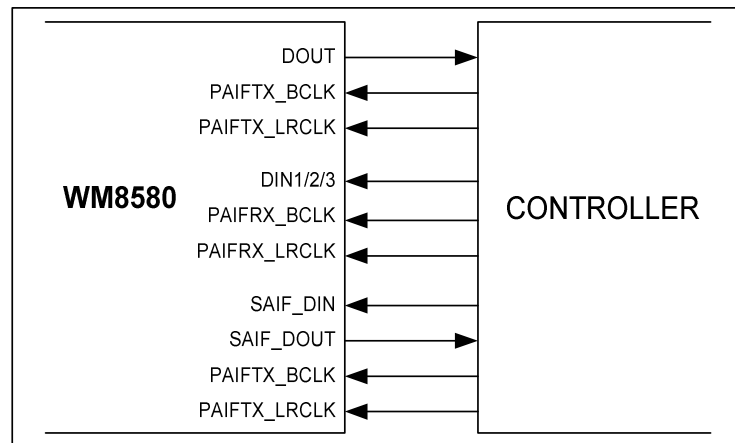 DOUT
PAIFTX_BCLK
PAIFTX_LRCLK
DIN1/2/3
WM8580
PAIFRX_BCLK
CONTROLLER
PAIFRX_LRCLK
SAIF_DIN
SAIF_DOUT
PAIFTX_BCLK
PAIFTX_LRCLK